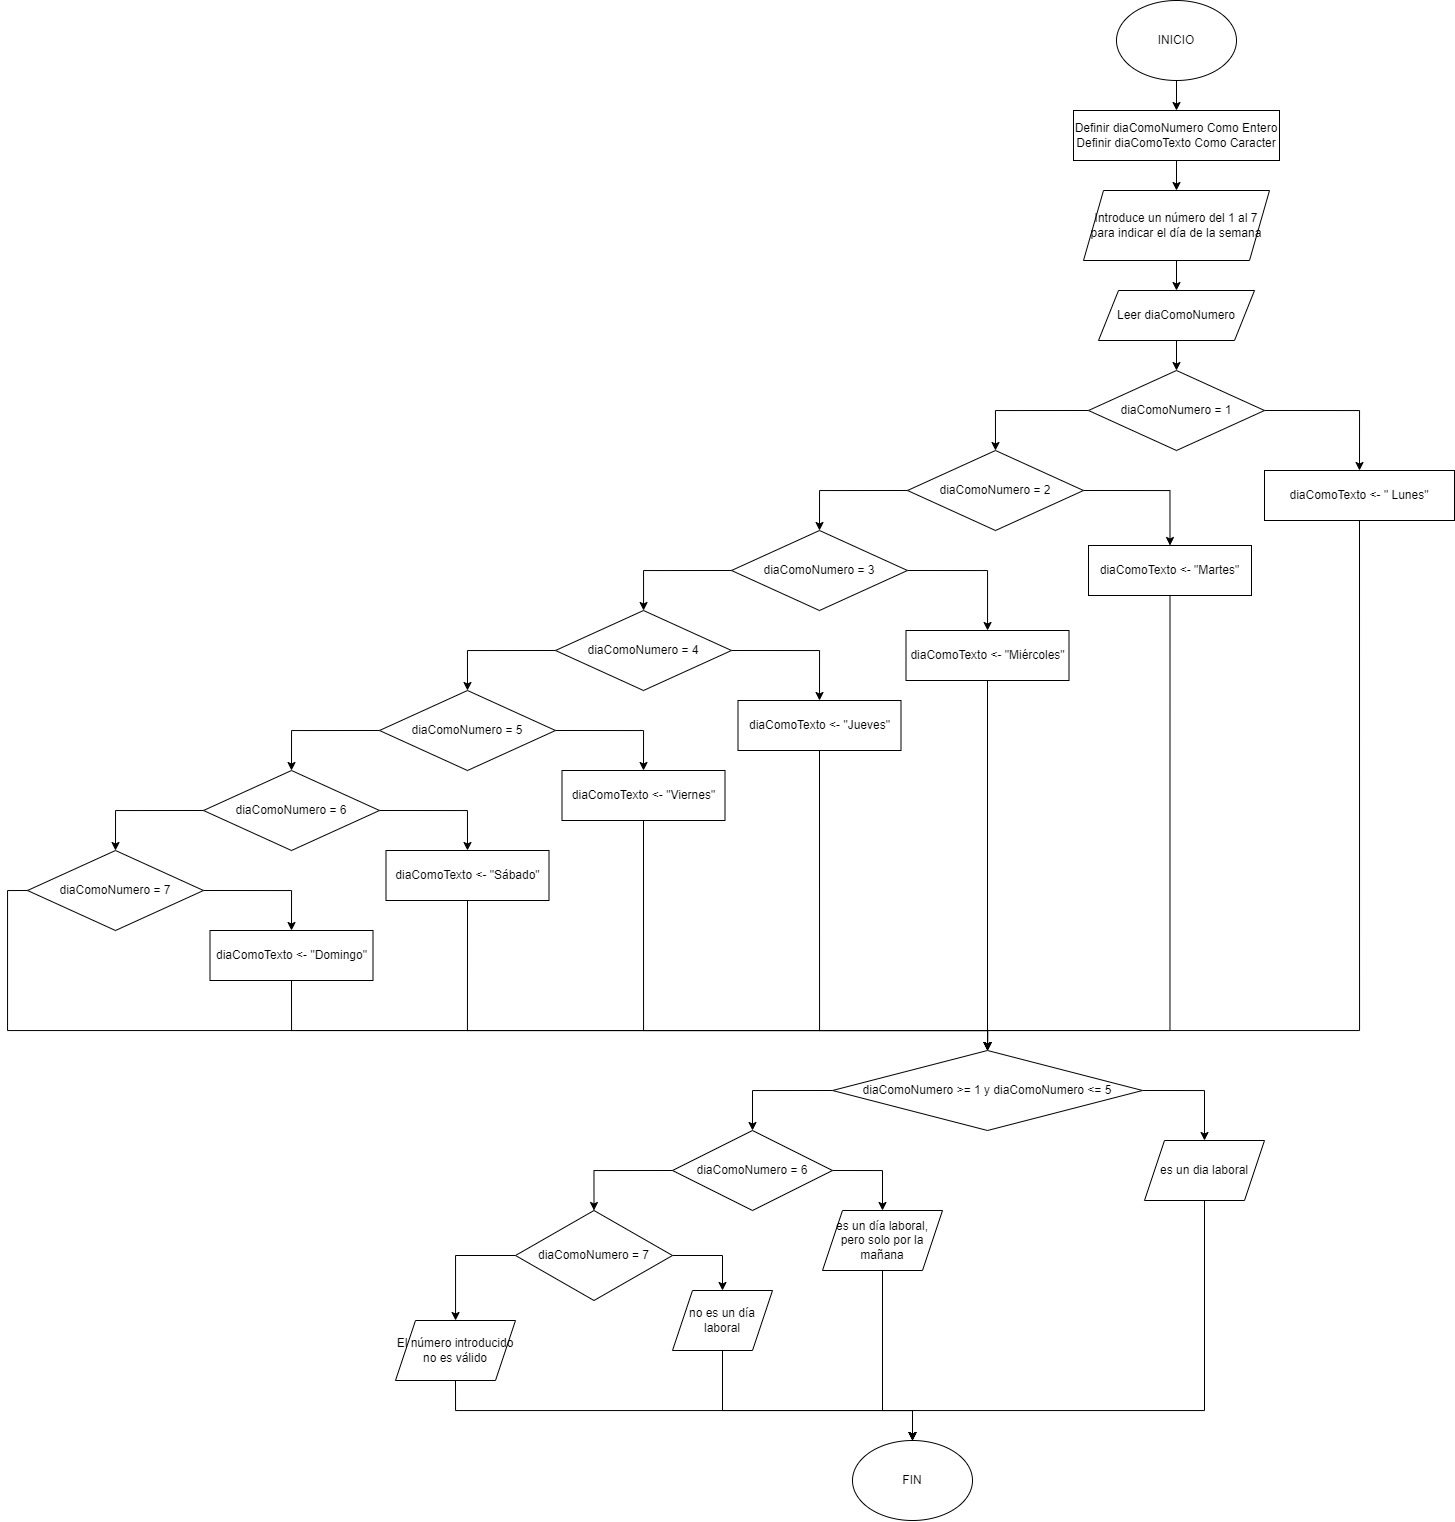 INICIO
Definir diaComoNumero Como Entero
Definir diaComoTexto Como Caracter
Introduce un número del 1 al 7
para indicar el día de la semana
Leer diaComoNumero
diaComoNumero = 1
diaComoNumero = 2
diaComoTexto <- " Lunes"
diaComoNumero = 3
diaComoTexto <- "Martes"
diaComoNumero = 4
diaComoTexto <- "Miércoles"
diaComoNumero = 5
diaComoTexto <- "Jueves"
diaComoNumero = 6
diaComoTexto <- "Viernes"
diaComoNumero = 7
diaComoTexto <- "Sábado"
diaComoTexto <- "Domingo"
diaComoNumero >= 1 y diaComoNumero <= 5
diaComoNumero = 6
es un dia laboral
es un día laboral,
pero solo por la
mañana
diaComoNumero = 7
no es un día
laboral
El número introducido
no es válido
FIN